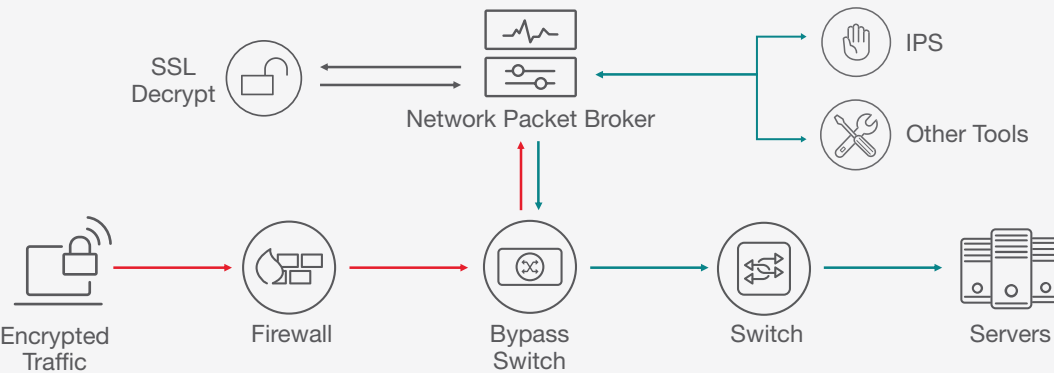 SSL
Decrypt
Network Packet Broker
IPS
Other Tools
Encrypted
Traffic
Firewall
Bypass
Switch
Switch
Servers